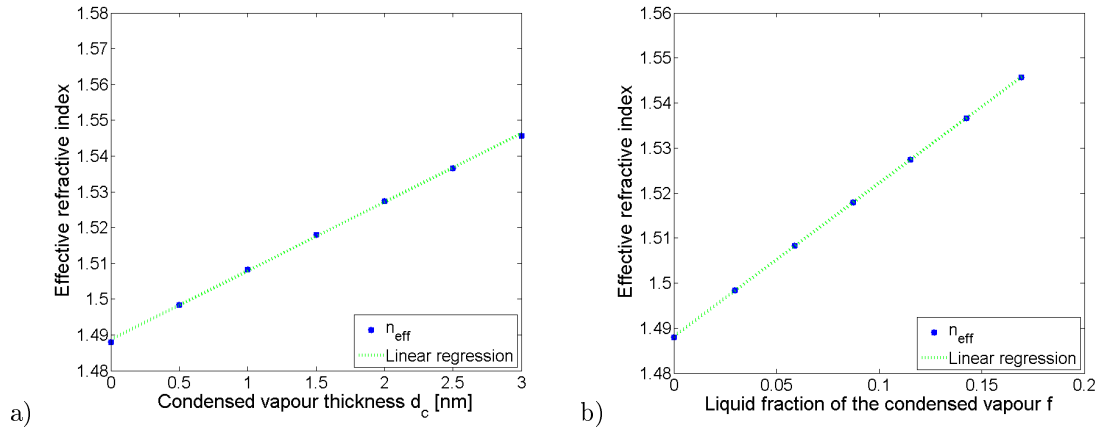 a)
Effective refractive index
1.58
1.57
1.56
1.55
1.54
1.53
1.52
1.51
1.5
1.49
1.48
0 0.5 1 1.5 2 2.5 3
Condensed vapour thickness d_c [nm]
n_eff
Linear regression
b)
Effective refractive index
1.56
1.55
1.54
1.53
1.52
1.51
1.5
1.49
1.48
0 0.05 0.1 0.15 0.2
Liquid fraction of the condensed vapour f
n_eff
Linear regression